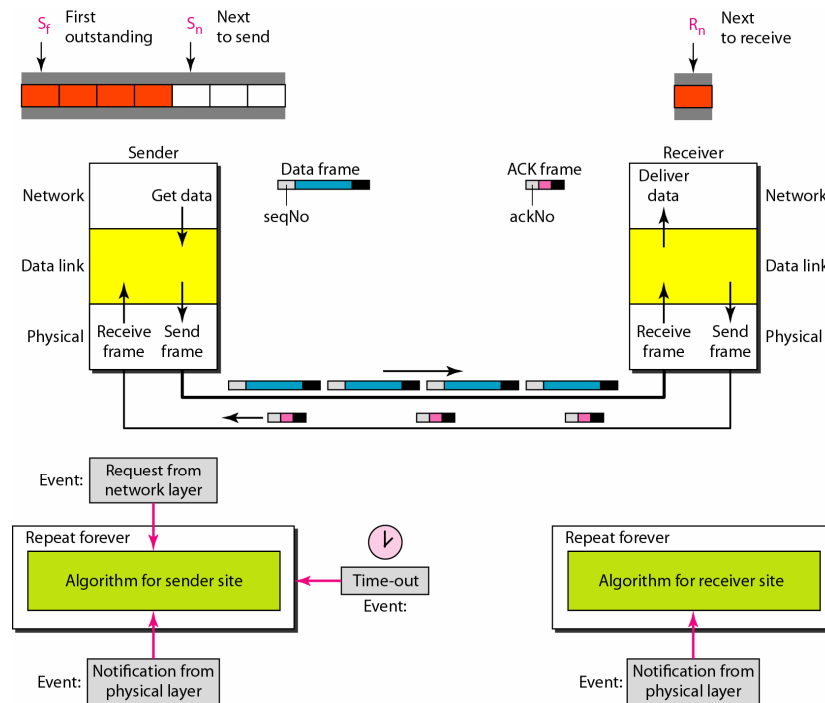 Sf First
outstanding
Sn Next
to send
Rn Next
to receive
Sender
Data frame
ACK frame
Receiver
Network
Get data
seqNo
ackNo
Deliver
data
Network
Data link
Data link
Physical
Receive
frame
Send
frame
Receive
frame
Send
frame
Physical
Event:
Request from
network layer
Repeat forever
Algorithm for sender site
Time-out
Event:
Event:
Notification from
physical layer
Repeat forever
Algorithm for receiver site
Event:
Notification from
physical layer